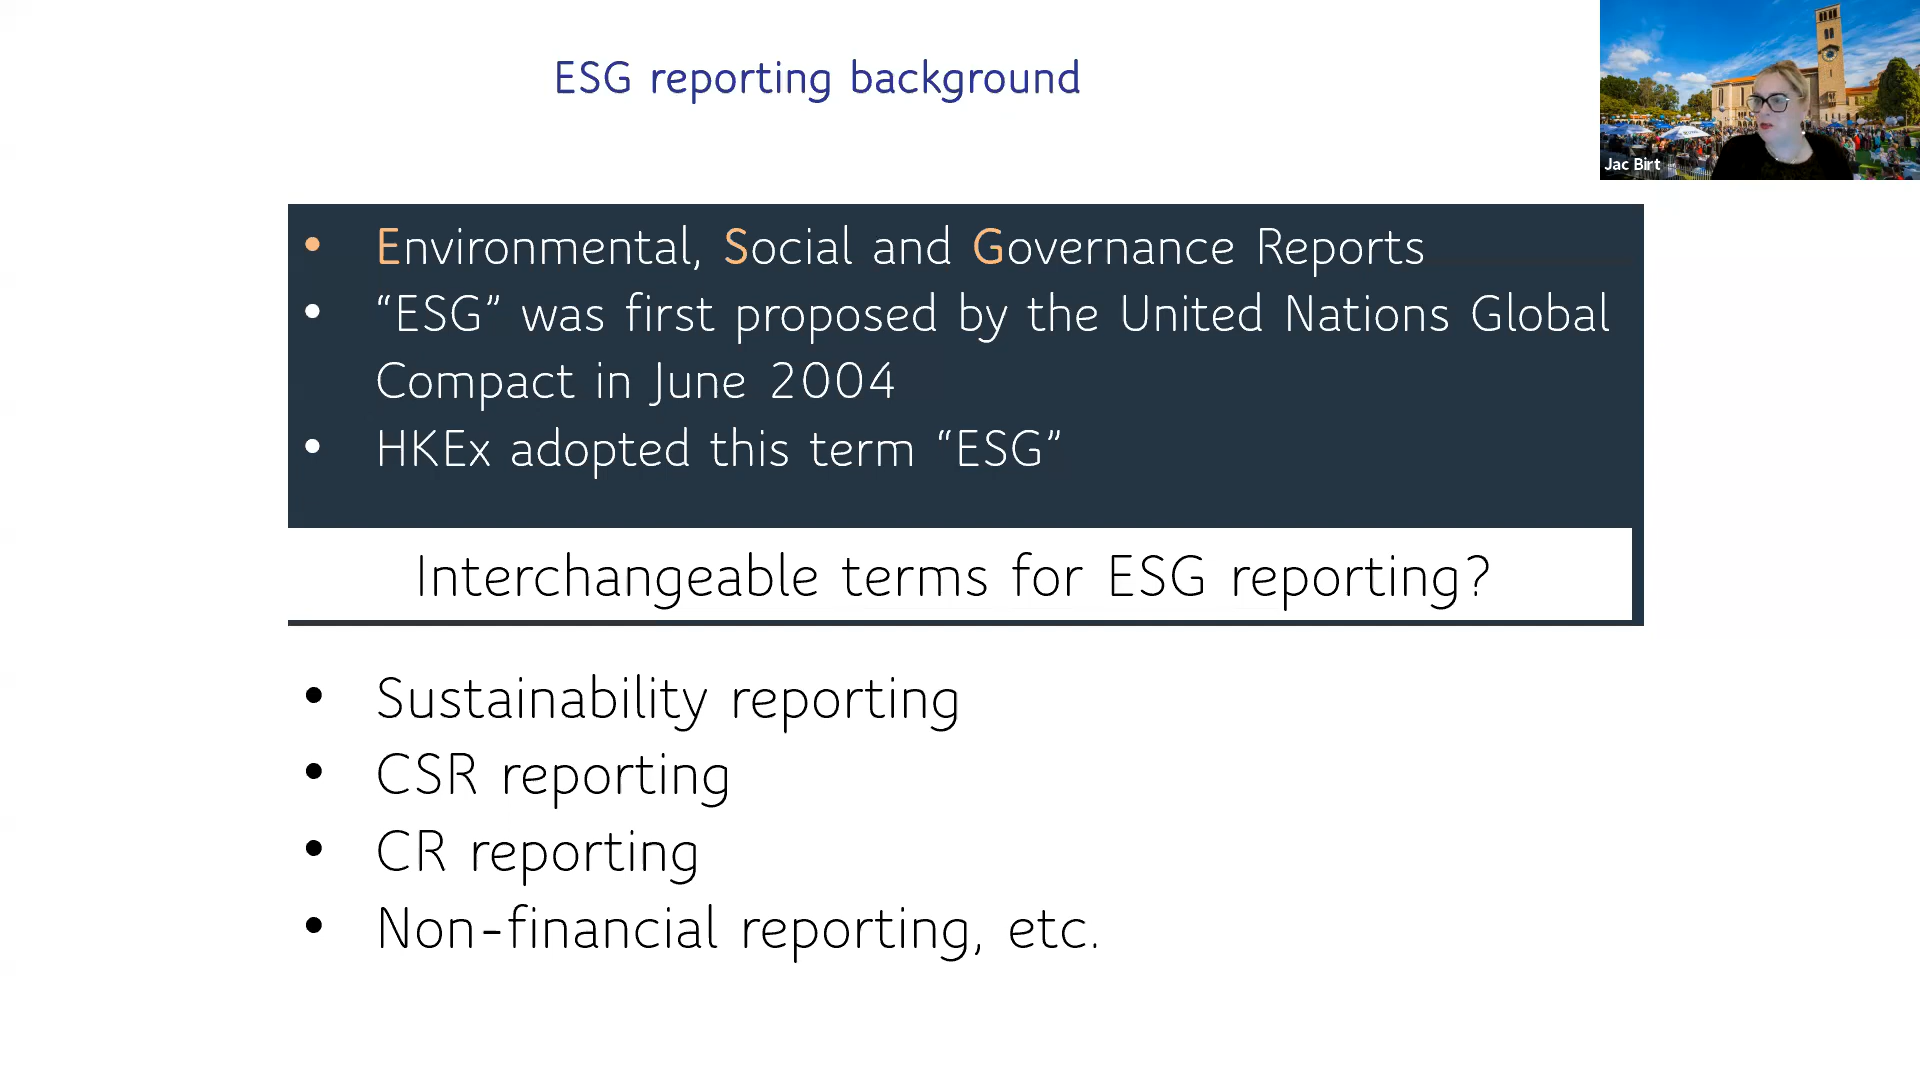 ESG reporting background
Jac Birt
• Environmental, Social and Governance Reports
• “ESG” was first proposed by the United Nations Global
Compact in June 2004
• HKEx adopted this term “ESG”
Interchangeable terms for ESG reporting?
• Sustainability reporting
• CSR reporting
• CR reporting
• Non-financial reporting, etc.